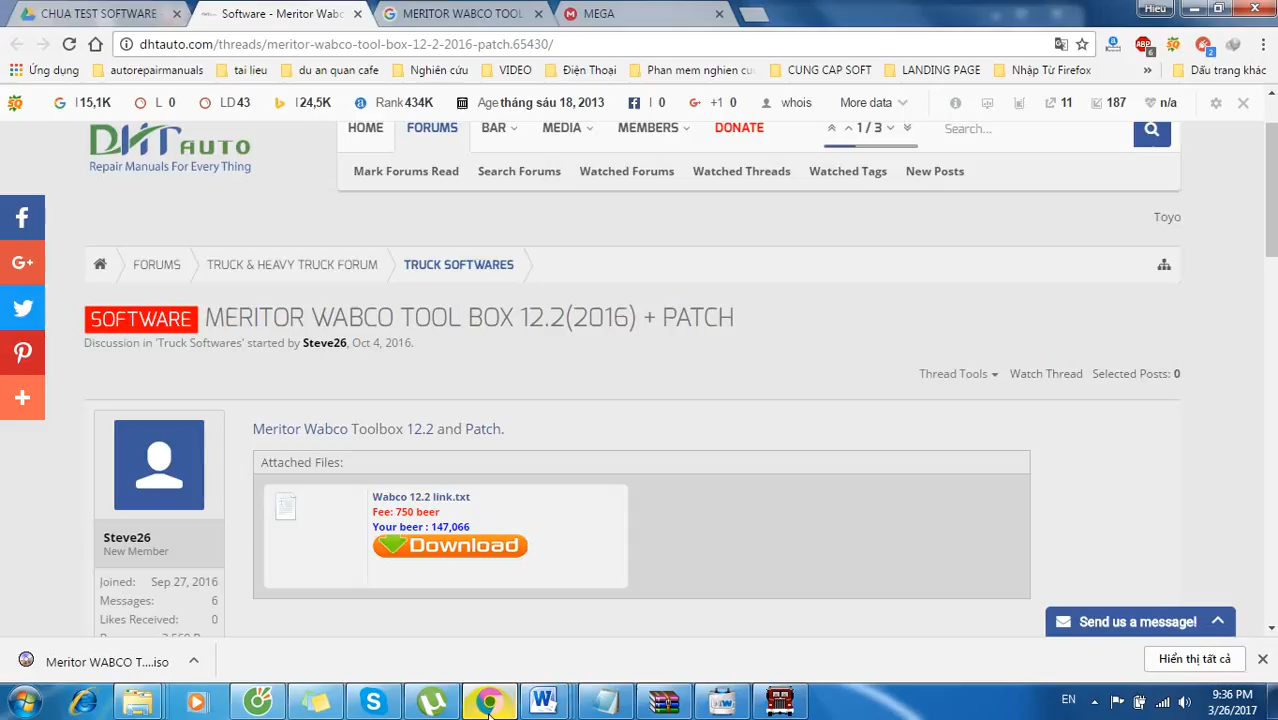 CHUA TEST SOFTWARE
Software - Meritor Wabc
MERITOR WABCO TOOL
MEGA
Hieu
dhtauto.com/threads/meritor-wabco-tool-box-12-2-2016-patch.65430/
Ứng dụng autorepairmanuals tai lieu du an quan cafe Nghiên cứu VIDEO Điện Thoại Phan mem nghien cu CUNG CAP SOFT LANDING PAGE Nhập Từ Firefox » Dấu trang khác
I 15,1K L 0 LD 43 I 24,5K Rank 434K Age tháng sáu 18, 2013 I 0 +1 0 whois More data 11 187 n/a
DHT AUTO
Repair Manuals For Every Thing
HOME FORUMS BAR MEDIA MEMBERS DONATE 1 / 3 Search...
Mark Forums Read Search Forums Watched Forums Watched Threads Watched Tags New Posts
Toyo
FORUMS TRUCK & HEAVY TRUCK FORUM TRUCK SOFTWARES
SOFTWARE MERITOR WABCO TOOL BOX 12.2(2016) + PATCH
Discussion in 'Truck Softwares' started by Steve26, Oct 4, 2016.
Thread Tools Watch Thread Selected Posts: 0
Meritor Wabco Toolbox 12.2 and Patch.
Attached Files:
Wabco 12.2 link.txt
Fee: 750 beer
Your beer : 147,066
Download
Steve26
New Member
Joined: Sep 27, 2016
Messages: 6
Likes Received: 0
Send us a message!
Meritor WABCO T....iso
Hiển thị tất cả
EN
9:36 PM
3/26/2017